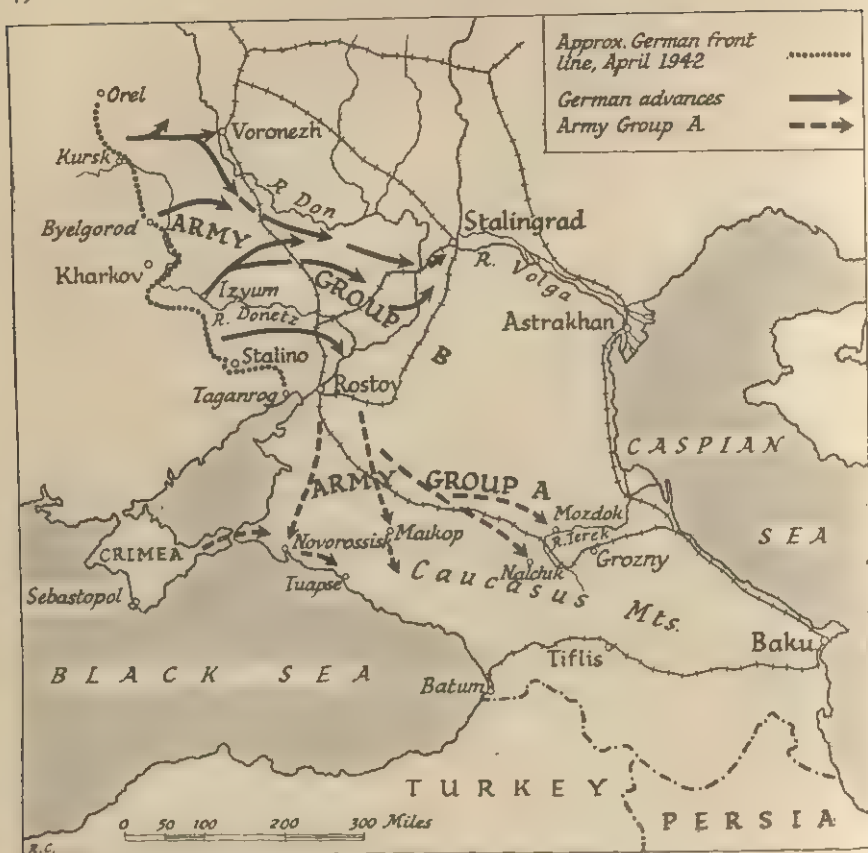 Approx. German front
line, April 1942
German advances
Army Group A
Orel
Voronezh
Kursk
R. Don
Byelgorod
ARMY
Stalingrad
Kharkov
GROUP
R. Volga
Izyum
R. Donetz
Astrakhan
B
Stalino
Rostov
Taganrog
CASPIAN
SEA
ARMY GROUP A
Mozdok
R. Terek
Novorossisk
Maikop
Grozny
CRIMEA
Nalchik
Caucasus
Mts.
Tuapse
Sebastopol
Baku
Tiflis
BLACK SEA
Batum
TURKEY
PERSIA
0 50 100 200 300 Miles
R.C.